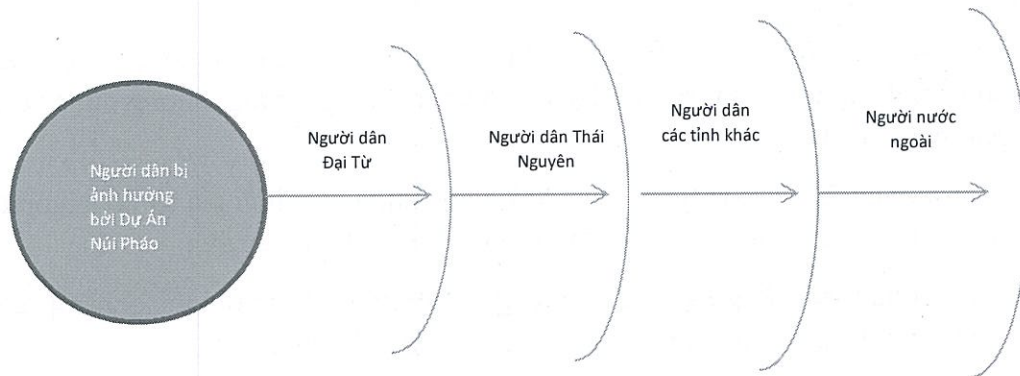 Người dân bị
ảnh hưởng
bởi Dự Án
Núi Pháo
Người dân
Đại Từ
Người dân Thái
Nguyên
Người dân
các tỉnh khác
Người nước
ngoài